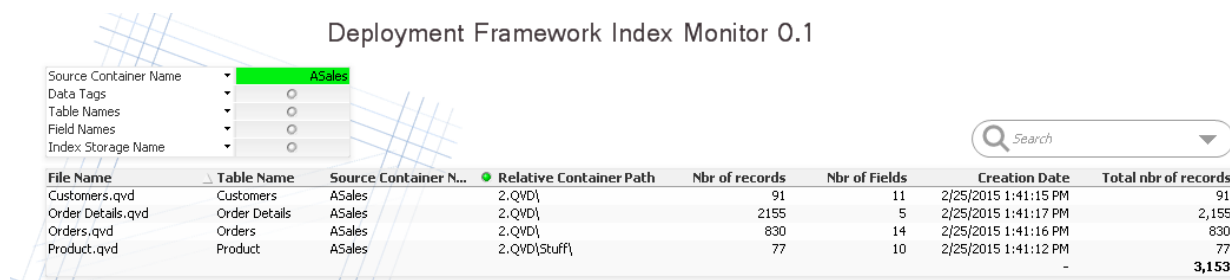 Deployment Framework Index Monitor 0.1
Source Container Name ASales
Data Tags
Table Names
Field Names
Index Storage Name
Search
File Name Table Name Source Container N... Relative Container Path Nbr of records Nbr of Fields Creation Date Total nbr of records
Customers.qvd Customers ASales 2.QVD\ 91 11 2/25/2015 1:41:15 PM 91
Order Details.qvd Order Details ASales 2.QVD\ 2155 5 2/25/2015 1:41:17 PM 2,155
Orders.qvd Orders ASales 2.QVD\ 830 14 2/25/2015 1:41:16 PM 830
Product.qvd Product ASales 2.QVD\Stuff\ 77 10 2/25/2015 1:41:12 PM 77
- 3,153